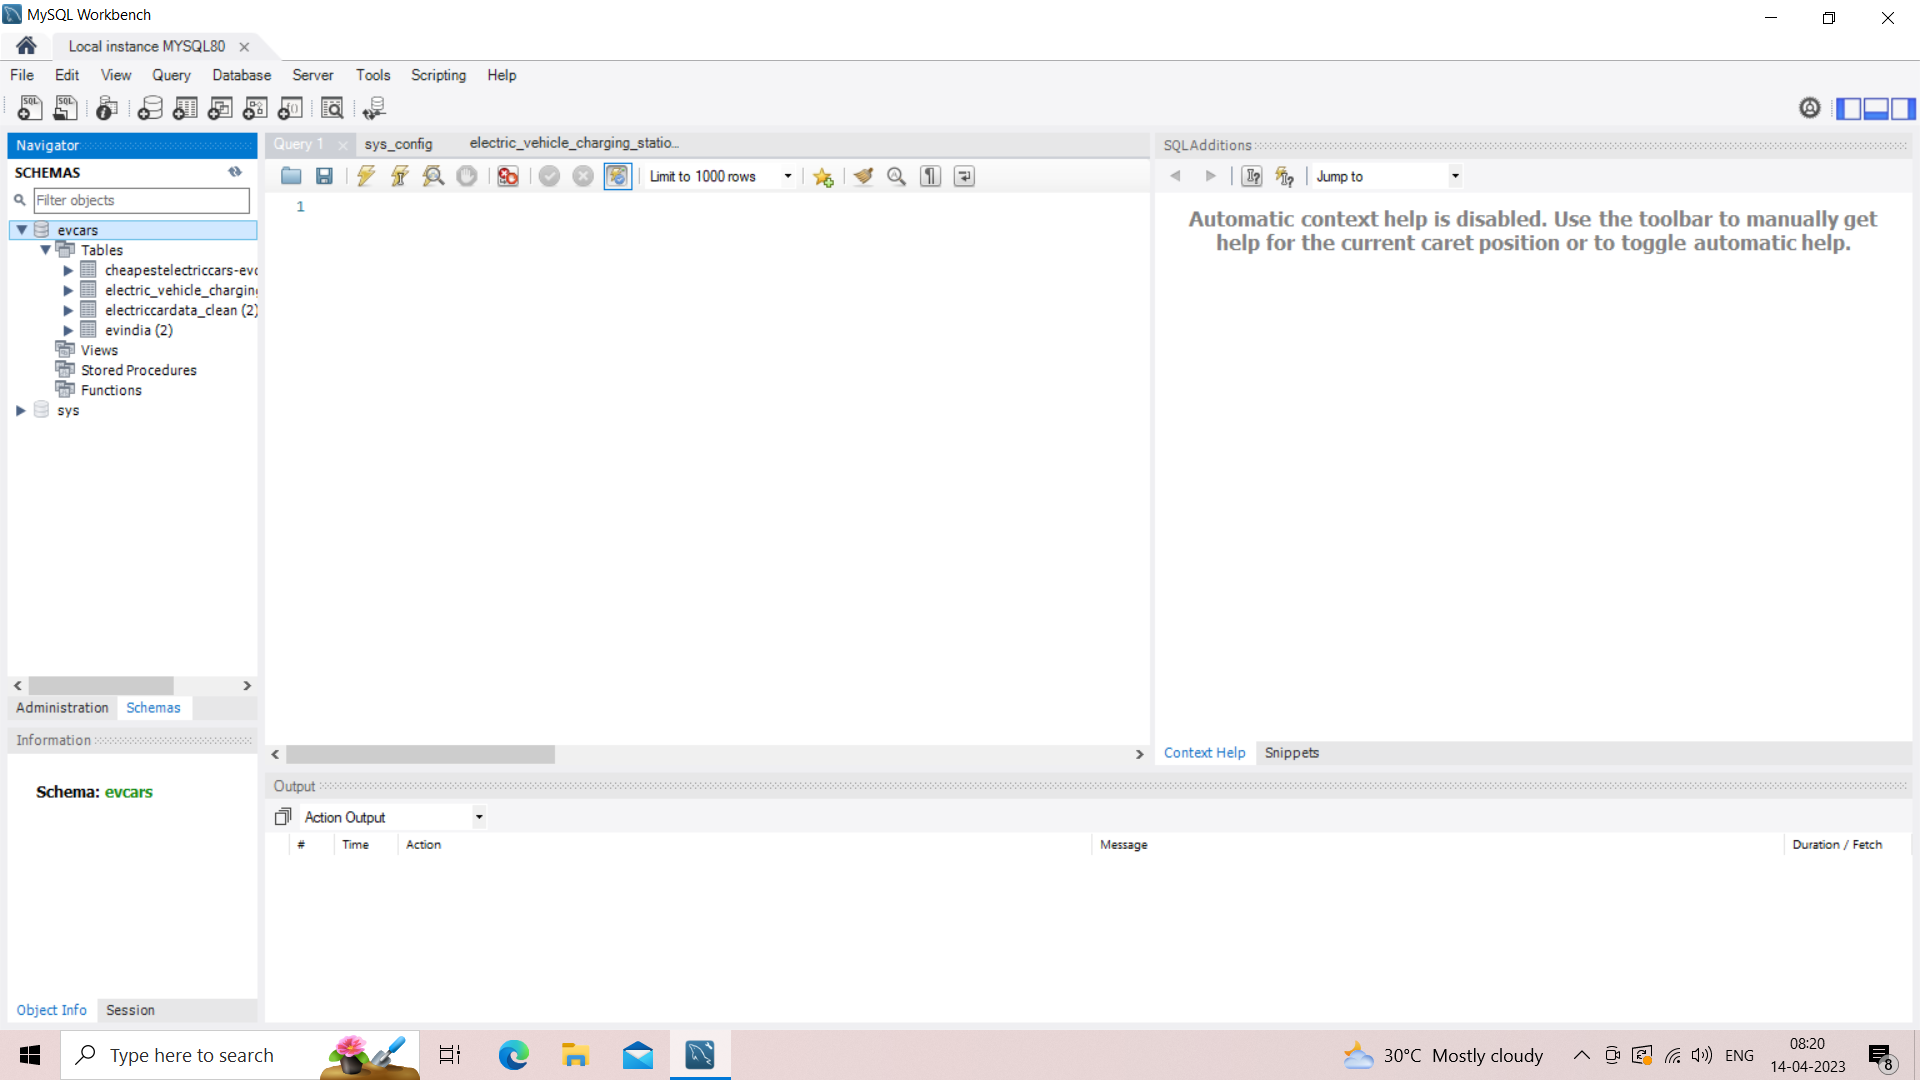 MySQL Workbench
Local instance MYSQL80
File Edit View Query Database Server Tools Scripting Help
Navigator
SCHEMAS
Filter objects
evcars
Tables
cheapestelectriccars-evc
electric_vehicle_charging
electriccardata_clean (2)
evindia (2)
Views
Stored Procedures
Functions
sys
Administration Schemas
Information
Schema: evcars
Object Info Session
Query 1 sys_config electric_vehicle_charging_statio...
Limit to 1000 rows
1
SQLAdditions
Jump to
Automatic context help is disabled. Use the toolbar to manually get
help for the current caret position or to toggle automatic help.
Context Help Snippets
Output
Action Output
# Time Action Message Duration / Fetch
Type here to search
30°C Mostly cloudy
ENG
08:20
14-04-2023
8